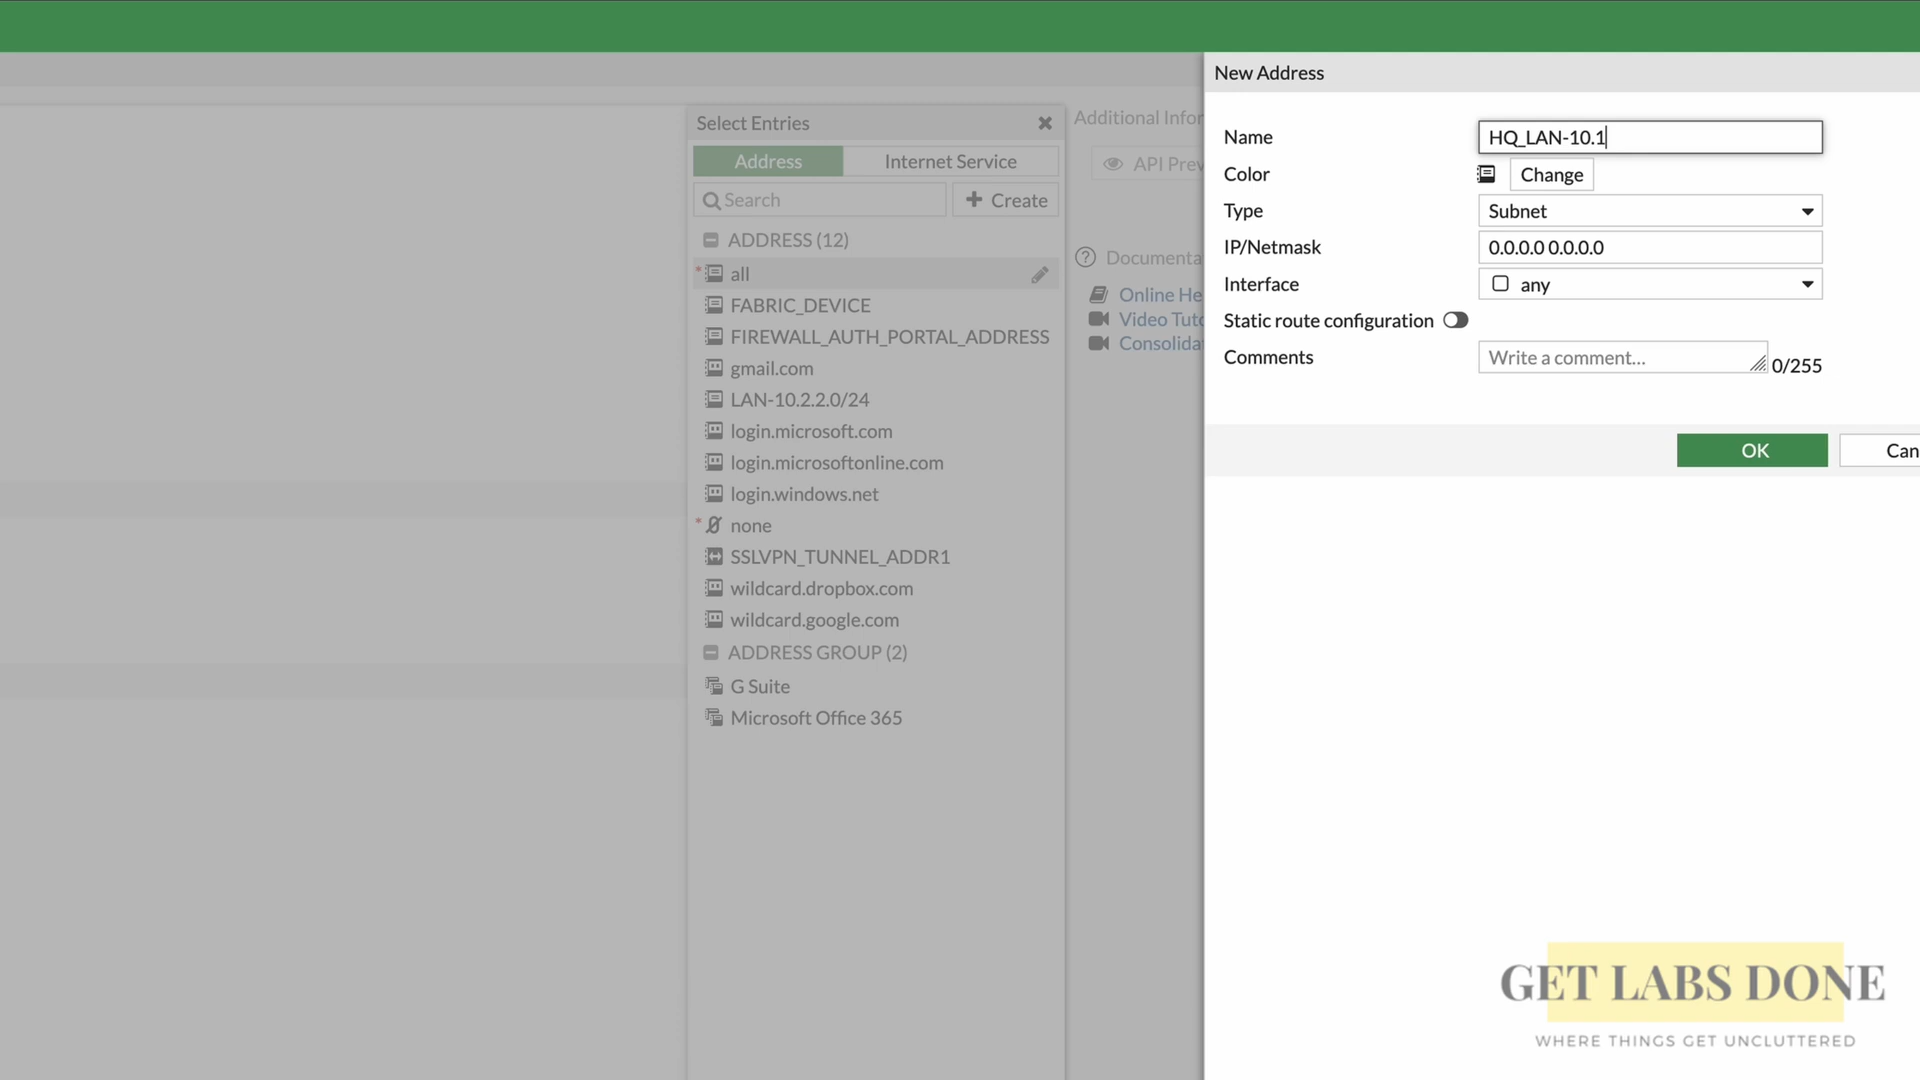 New Address
Select Entries
Additional Infor
Address
Internet Service
API Prev
Search
Create
ADDRESS (12)
all
FABRIC_DEVICE
FIREWALL_AUTH_PORTAL_ADDRESS
gmail.com
LAN-10.2.2.0/24
login.microsoft.com
login.microsoftonline.com
login.windows.net
none
SSLVPN_TUNNEL_ADDR1
wildcard.dropbox.com
wildcard.google.com
ADDRESS GROUP (2)
G Suite
Microsoft Office 365
Documenta
Online He
Video Tuto
Consolida
Name
HQ_LAN-10.1
Color
Change
Type
Subnet
IP/Netmask
0.0.0.0 0.0.0.0
Interface
any
Static route configuration
Comments
Write a comment...
0/255
OK
Can
GET LABS DONE
WHERE THINGS GET UNCLUTTERED